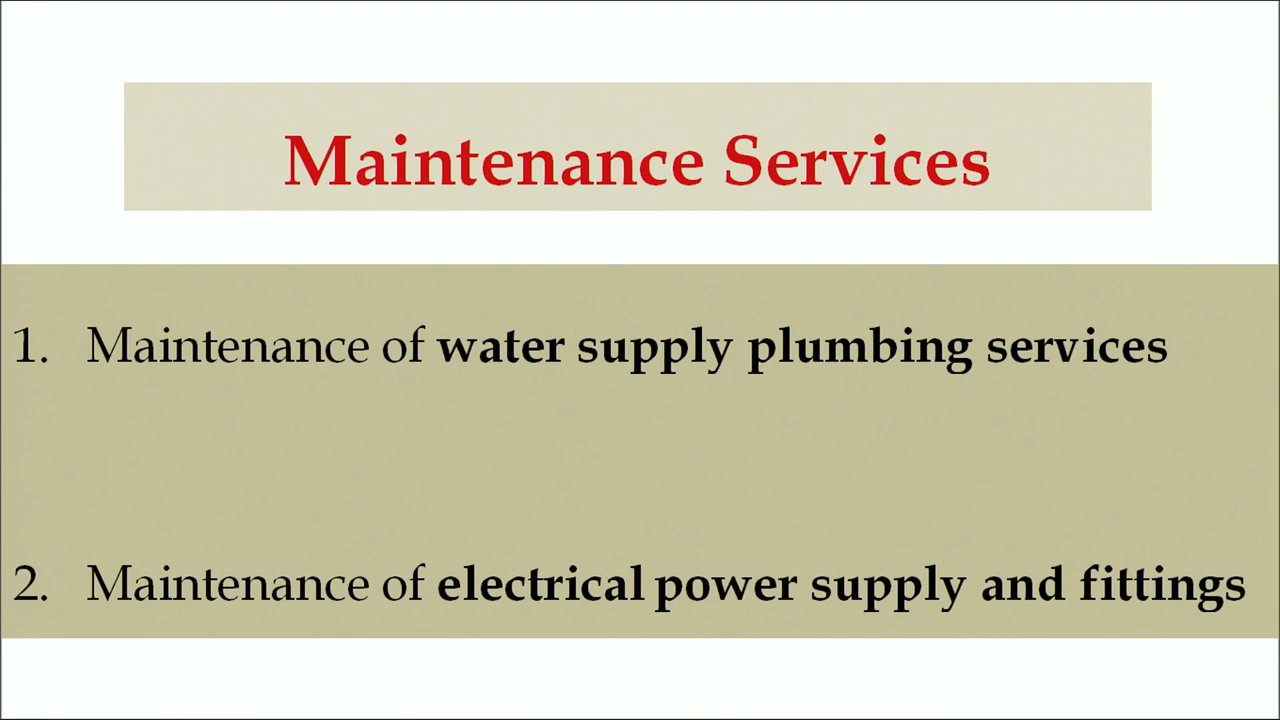 Maintenance Services
1. Maintenance of water supply plumbing services
2. Maintenance of electrical power supply and fittings